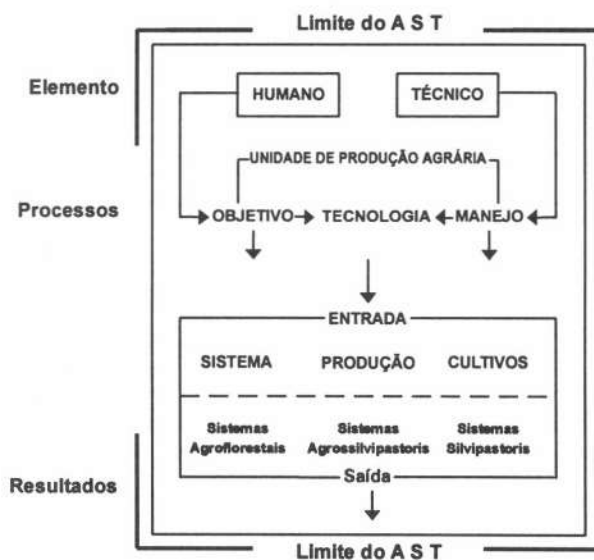 Limite do A S T
Elemento
HUMANO
TÉCNICO
UNIDADE DE PRODUÇÃO AGRÁRIA
Processos
OBJETIVO
TECNOLOGIA
MANEJO
ENTRADA
SISTEMA
PRODUÇÃO
CULTIVOS
Sistemas
Agroflorestais
Sistemas
Agrossilvipastoris
Sistemas
Silvipastoris
Resultados
Saída
Limite do A S T